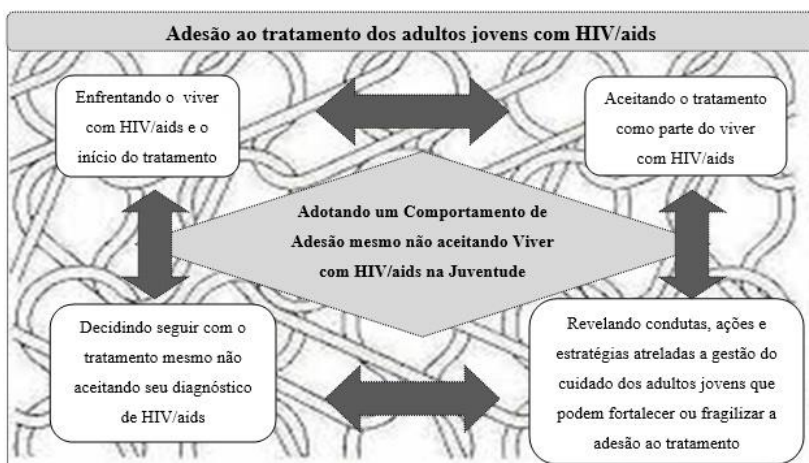 Adesão ao tratamento dos adultos jovens com HIV/aids
Enfrentando o viver
com HIV/aids e o
início do tratamento
Aceitando o tratamento
como parte do viver
com HIV/aids
Adotando um Comportamento de
Adesão mesmo não aceitando Viver
com HIV/aids na Juventude
Decidindo seguir com o
tratamento mesmo não
aceitando seu diagnóstico
de HIV/aids
Revelando condutas, ações e
estratégias atreladas a gestão do
cuidado dos adultos jovens que
podem fortalecer ou fragilizar a
adesão ao tratamento